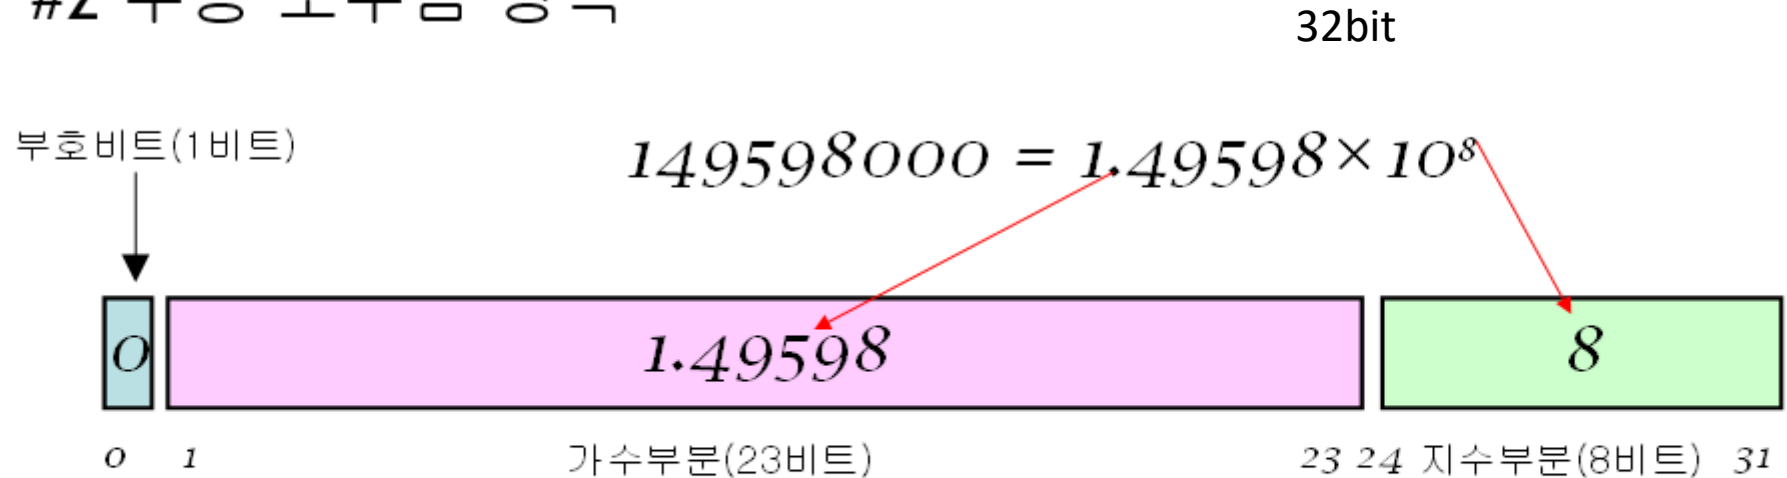 32bit
부호비트(1비트)
149598000 = 1.49598×10⁸
0 1.49598 8
0 1 가수부분(23비트) 23 24 지수부분(8비트) 31